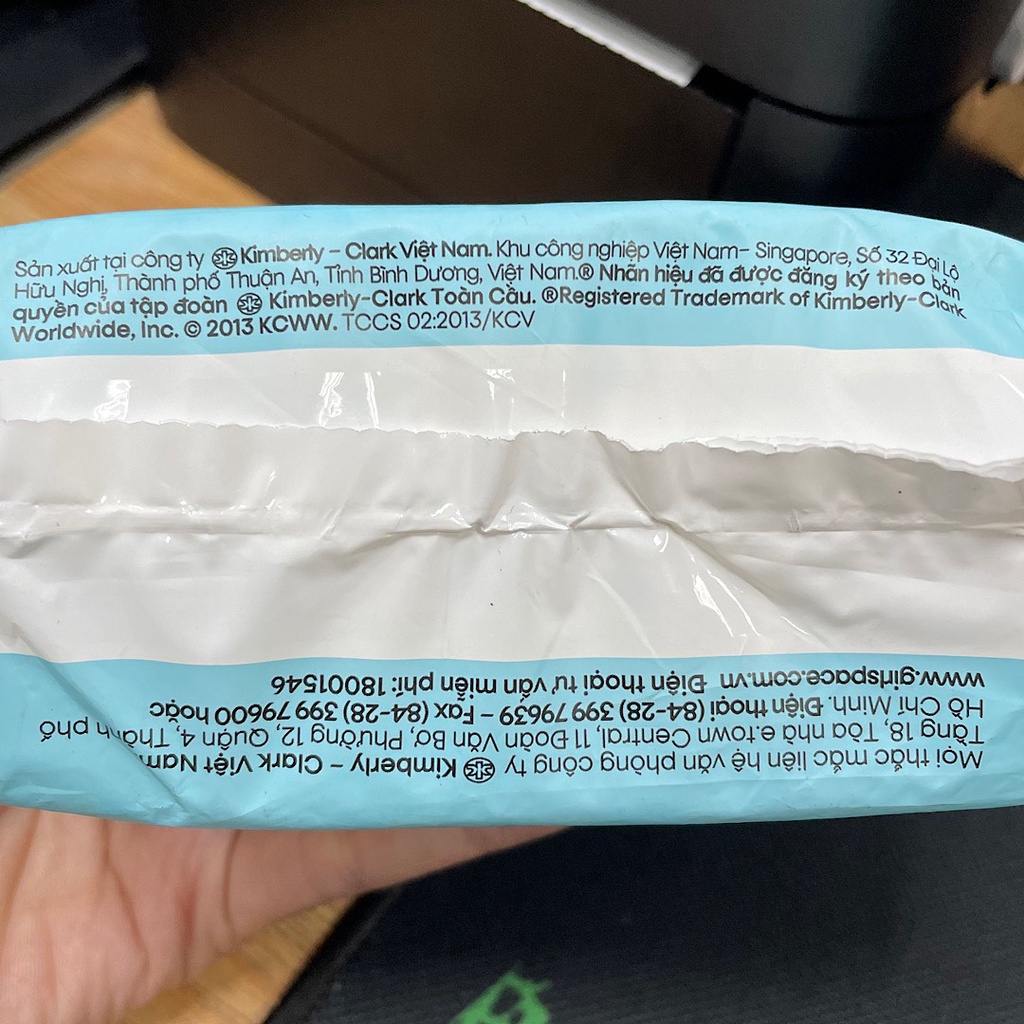 Sản xuất tại công ty Kimberly – Clark Việt Nam. Khu công nghiệp Việt Nam– Singapore, Số 32 Đại Lộ
Hữu Nghị, Thành phố Thuận An, Tỉnh Bình Dương, Việt Nam.® Nhãn hiệu đã được đăng ký theo bản
quyền của tập đoàn Kimberly-Clark Toàn Cầu. ®Registered Trademark of Kimberly-Clark
Worldwide, Inc. © 2013 KCWW. TCCS 02:2013/KCV
Mọi thắc mắc liên hệ văn phòng công ty Kimberly – Clark Việt Nam
Tầng 18, Tòa nhà e.town Central, 11 Đoàn Văn Bơ, Phường 12, Quận 4, Thành phố
Hồ Chí Minh. Điện thoại (84-28) 399 79639 – Fax (84-28) 399 79600 hoặc
www.girlspace.com.vn Điện thoại tư vấn miễn phí: 18001546